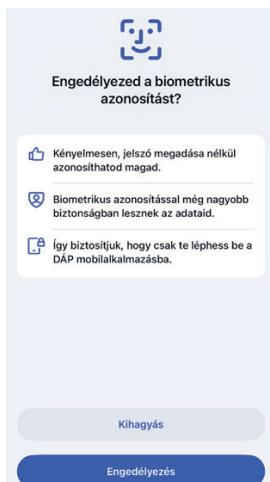 Engedélyezed a biometrikus
azonosítást?
Kényelmesen, jelszó megadása nélkül
azonosíthatod magad.
Biometrikus azonosítással még nagyobb
biztonságban lesznek az adataid.
Így biztosítjuk, hogy csak te léphess be a
DÁP mobilalkalmazásba.
Kihagyás
Engedélyezés